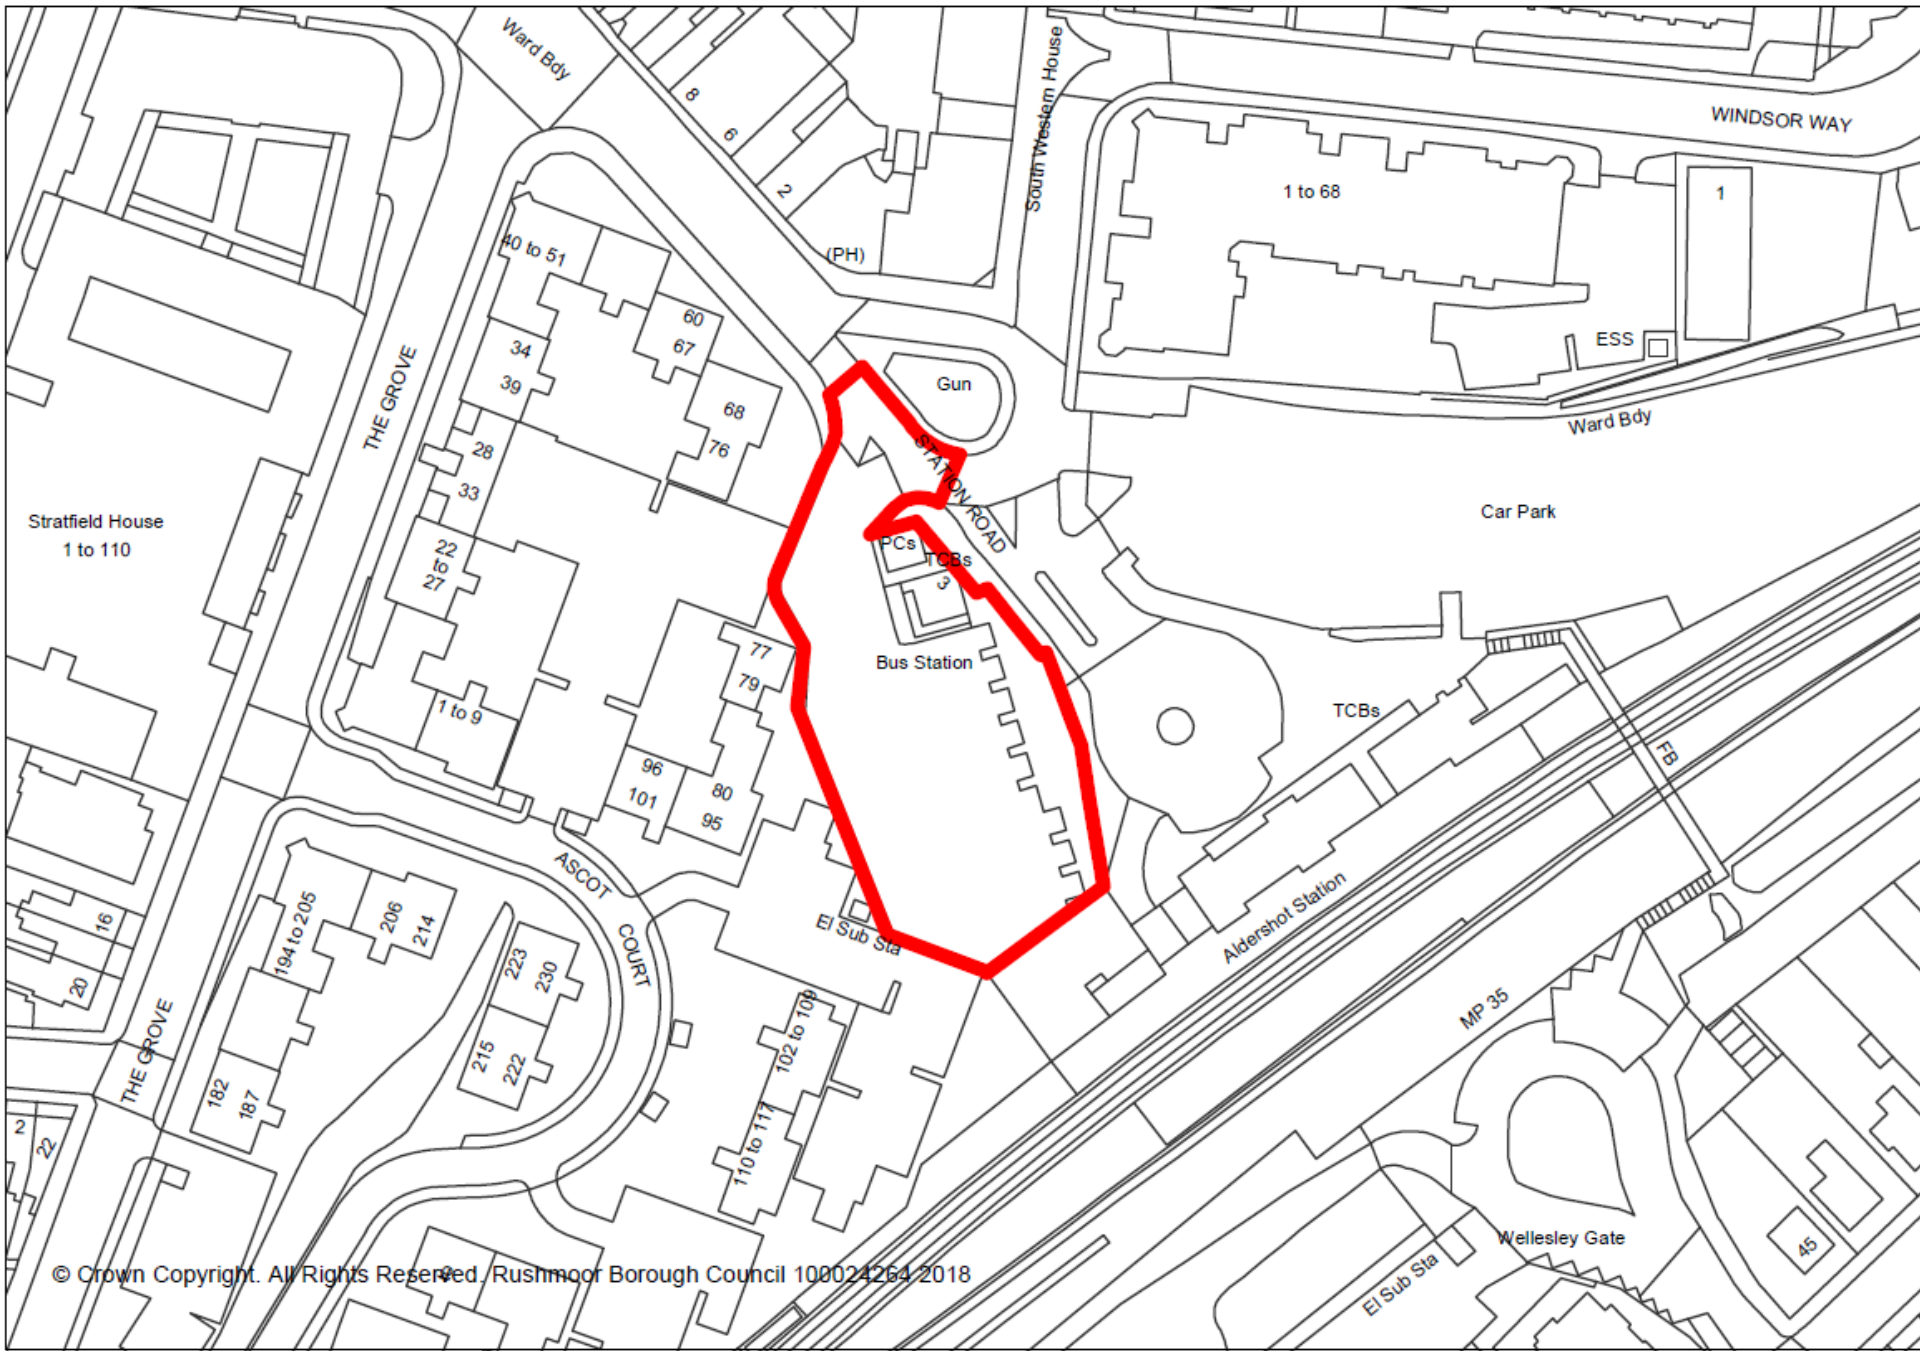 Ward Bdy
South Western House
WINDSOR WAY
8
6
2
1 to 68
1
(PH)
40 to 51
60
67
34
39
THE GROVE
68
76
Gun
ESS
Ward Bdy
28
33
STATION ROAD
Car Park
Stratfield House
1 to 110
22
to
27
PCs
TCBs
3
77
79
Bus Station
1 to 9
TCBs
FB
96
101
80
95
ASCOT COURT
El Sub Sta
Aldershot Station
16
20
194 to 205
206
214
223
230
215
222
102 to 109
110 to 117
MP 35
THE GROVE
182
187
2
22
Wellesley Gate
45
El Sub Sta
© Crown Copyright. All Rights Reserved. Rushmoor Borough Council 100024264 2018